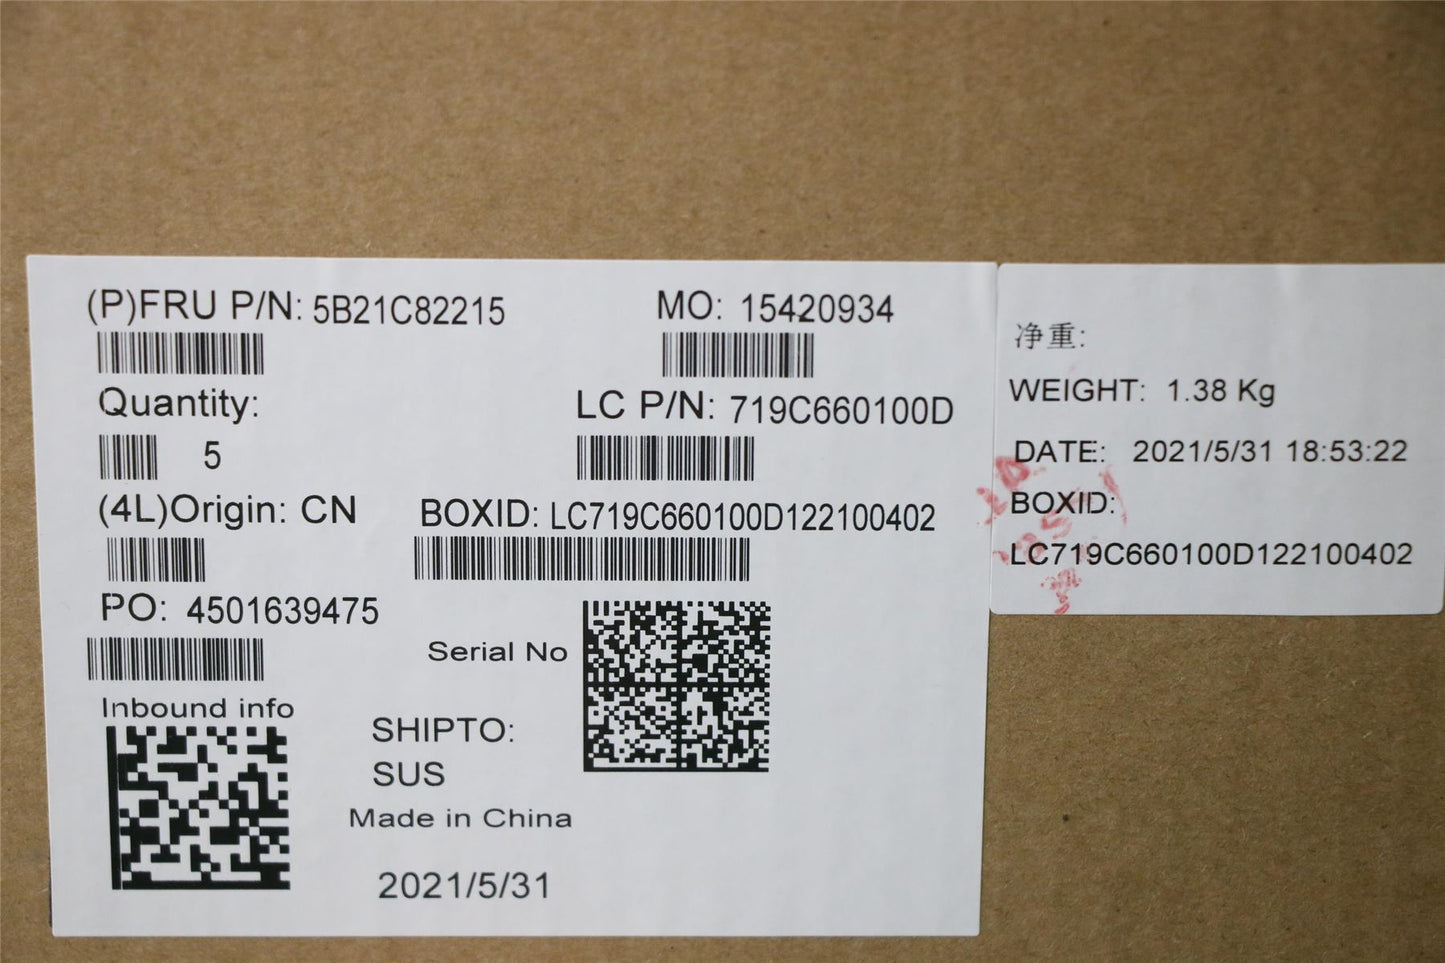 (P)FRU P/N: 5B21C82215
MO: 15420934
Quantity:
5
LC P/N: 719C660100D
(4L)Origin: CN
BOXID: LC719C660100D122100402
PO: 4501639475
Serial No
Inbound info
SHIPTO:
SUS
Made in China
2021/5/31
净重:
WEIGHT: 1.38 Kg
DATE: 2021/5/31 18:53:22
BOXID:
LC719C660100D122100402